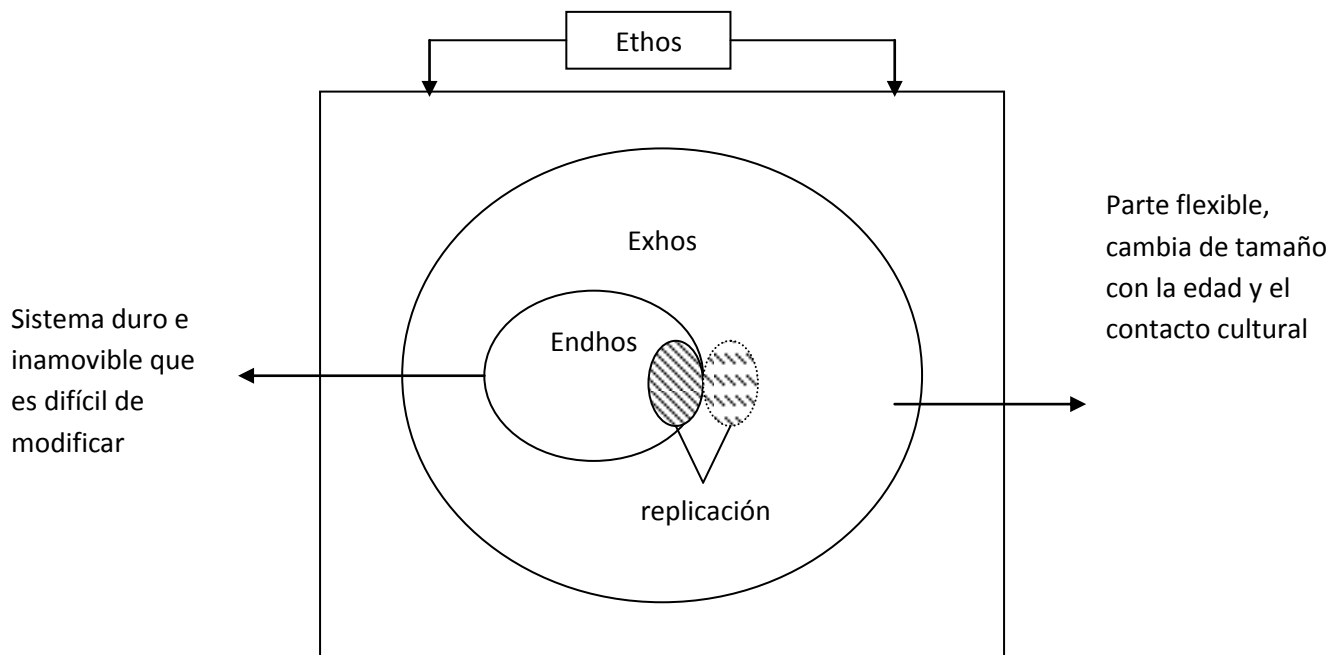 Ethos
Exhos
Parte flexible,
cambia de tamaño
con la edad y el
contacto cultural
Sistema duro e
inamovible que
es difícil de
modificar
Endhos
replicación